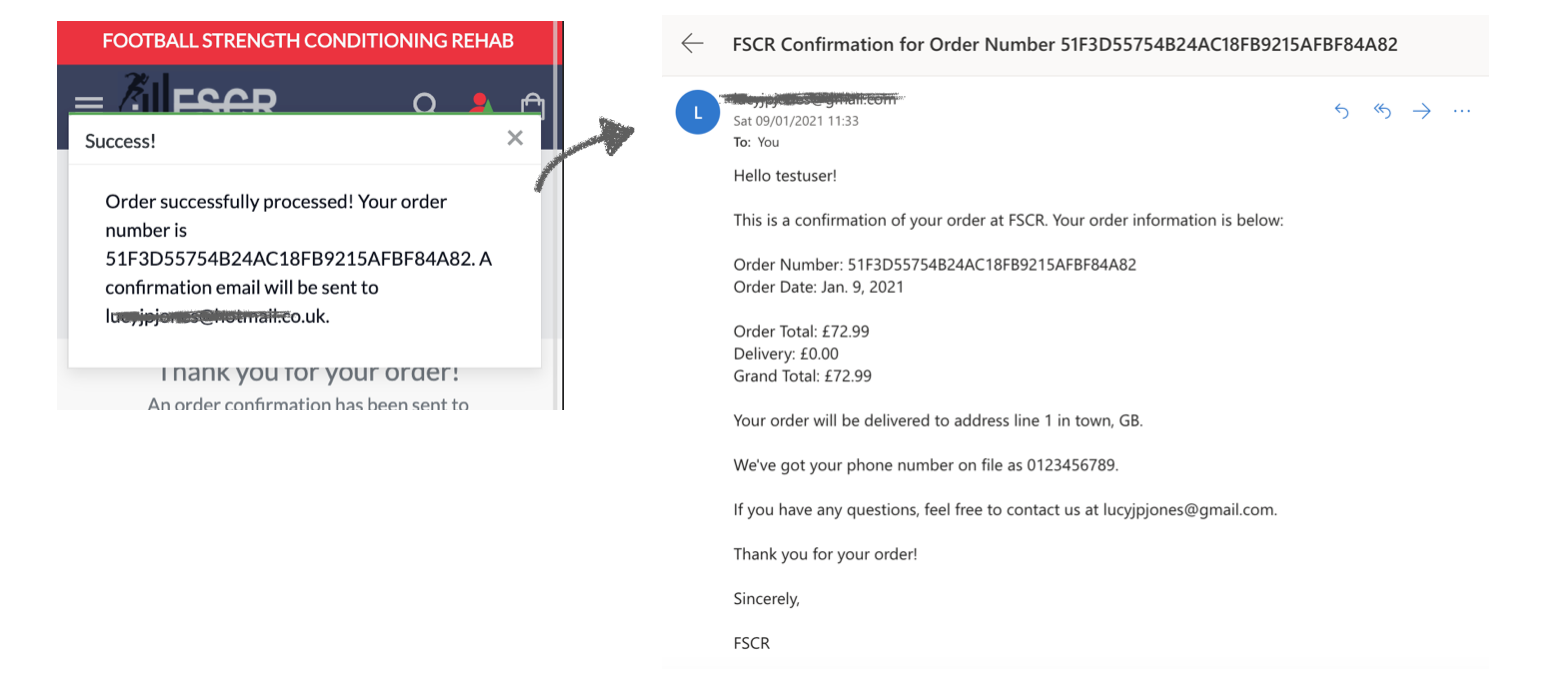 FOOTBALL STRENGTH CONDITIONING REHAB
FSCR
Success!
Order successfully processed! Your order
number is
51F3D55754B24AC18FB9215AFBF84A82. A
confirmation email will be sent to
.co.uk.
Thank you for your order!
An order confirmation has been sent to
FSCR Confirmation for Order Number 51F3D55754B24AC18FB9215AFBF84A82
L
@gmail.com
Sat 09/01/2021 11:33
To: You
Hello testuser!
This is a confirmation of your order at FSCR. Your order information is below:
Order Number: 51F3D55754B24AC18FB9215AFBF84A82
Order Date: Jan. 9, 2021
Order Total: £72.99
Delivery: £0.00
Grand Total: £72.99
Your order will be delivered to address line 1 in town, GB.
We've got your phone number on file as 0123456789.
If you have any questions, feel free to contact us at lucyjpjones@gmail.com.
Thank you for your order!
Sincerely,
FSCR